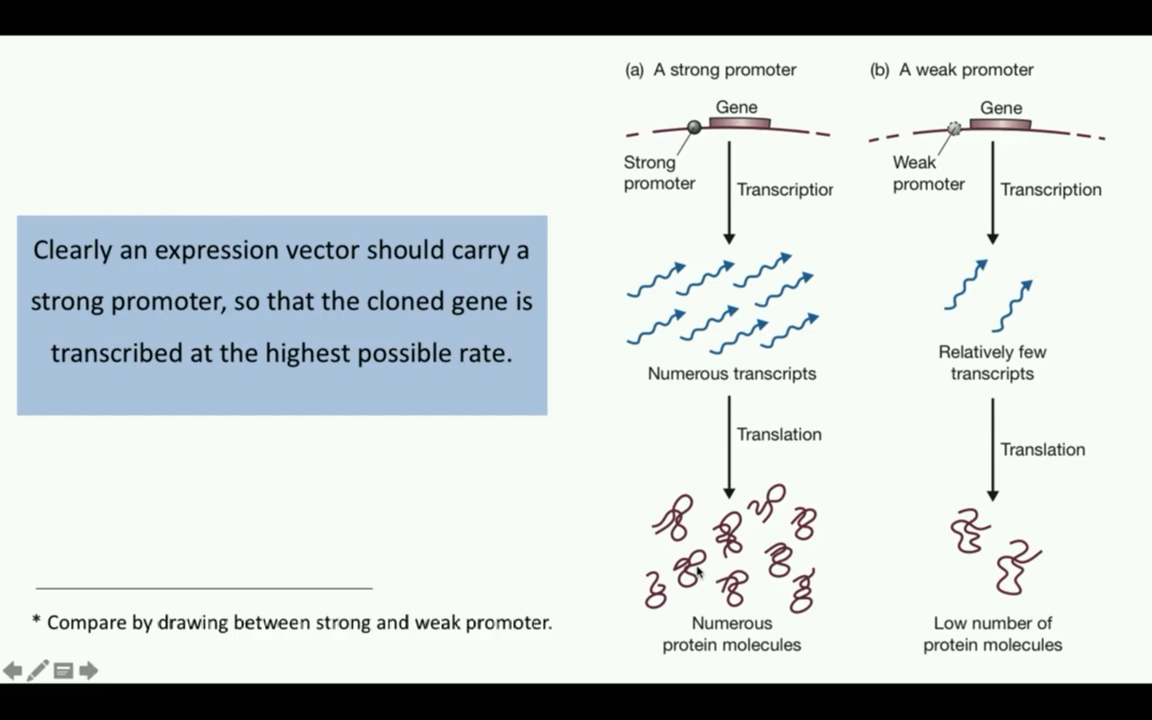 Clearly an expression vector should carry a
strong promoter, so that the cloned gene is
transcribed at the highest possible rate.
* Compare by drawing between strong and weak promoter.
(a) A strong promoter
Gene
Strong
promoter
Transcription
Numerous transcripts
Translation
Numerous
protein molecules
(b) A weak promoter
Gene
Weak
promoter
Transcription
Relatively few
transcripts
Translation
Low number of
protein molecules